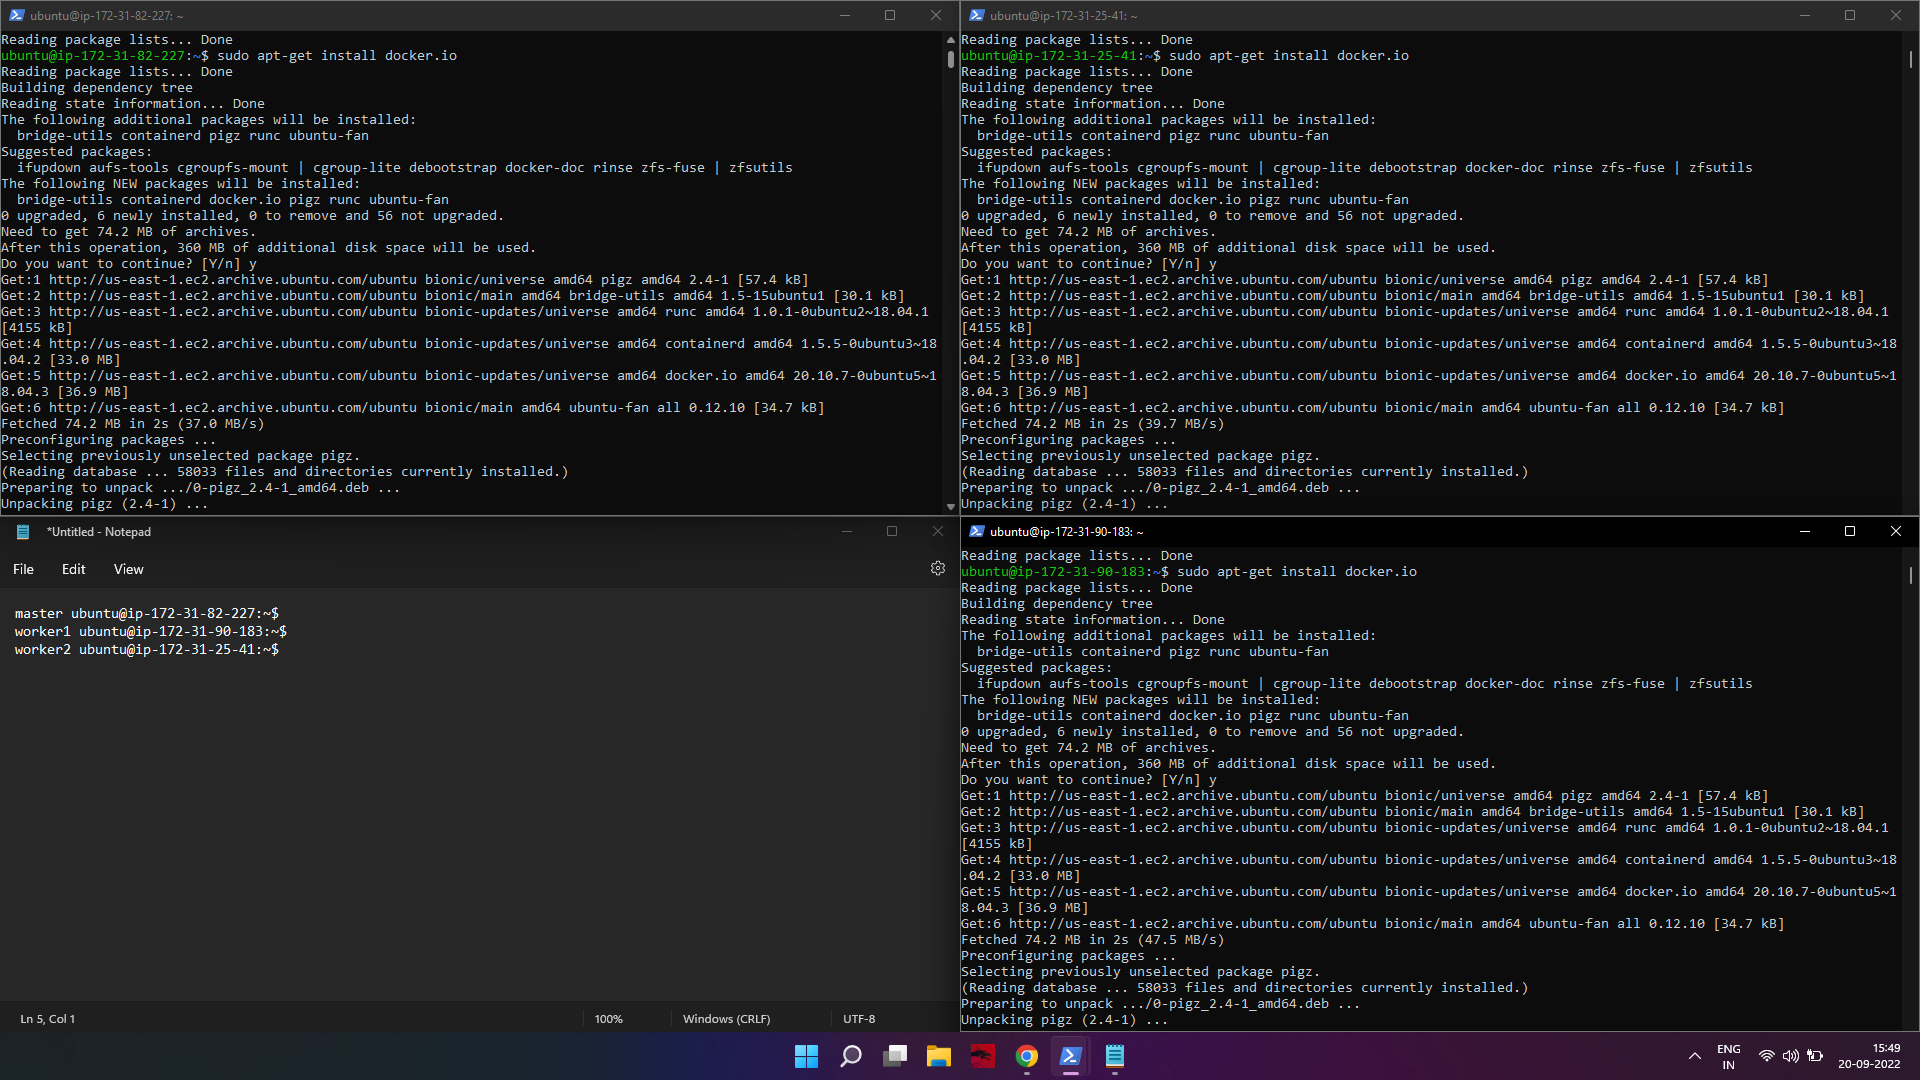 ubuntu@ip-172-31-82-227: ~
Reading package lists... Done
ubuntu@ip-172-31-82-227:~$ sudo apt-get install docker.io
Reading package lists... Done
Building dependency tree
Reading state information... Done
The following additional packages will be installed:
  bridge-utils containerd pigz runc ubuntu-fan
Suggested packages:
  ifupdown aufs-tools cgroupfs-mount | cgroup-lite debootstrap docker-doc rinse zfs-fuse | zfsutils
The following NEW packages will be installed:
  bridge-utils containerd docker.io pigz runc ubuntu-fan
0 upgraded, 6 newly installed, 0 to remove and 56 not upgraded.
Need to get 74.2 MB of archives.
After this operation, 360 MB of additional disk space will be used.
Do you want to continue? [Y/n] y
Get:1 http://us-east-1.ec2.archive.ubuntu.com/ubuntu bionic/universe amd64 pigz amd64 2.4-1 [57.4 kB]
Get:2 http://us-east-1.ec2.archive.ubuntu.com/ubuntu bionic/main amd64 bridge-utils amd64 1.5-15ubuntu1 [30.1 kB]
Get:3 http://us-east-1.ec2.archive.ubuntu.com/ubuntu bionic-updates/universe amd64 runc amd64 1.0.1-0ubuntu2~18.04.1
[4155 kB]
Get:4 http://us-east-1.ec2.archive.ubuntu.com/ubuntu bionic-updates/universe amd64 containerd amd64 1.5.5-0ubuntu3~18
.04.2 [33.0 MB]
Get:5 http://us-east-1.ec2.archive.ubuntu.com/ubuntu bionic-updates/universe amd64 docker.io amd64 20.10.7-0ubuntu5~1
8.04.3 [36.9 MB]
Get:6 http://us-east-1.ec2.archive.ubuntu.com/ubuntu bionic/main amd64 ubuntu-fan all 0.12.10 [34.7 kB]
Fetched 74.2 MB in 2s (37.0 MB/s)
Preconfiguring packages ...
Selecting previously unselected package pigz.
(Reading database ... 58033 files and directories currently installed.)
Preparing to unpack .../0-pigz_2.4-1_amd64.deb ...
Unpacking pigz (2.4-1) ...
ubuntu@ip-172-31-25-41: ~
Reading package lists... Done
ubuntu@ip-172-31-25-41:~$ sudo apt-get install docker.io
Reading package lists... Done
Building dependency tree
Reading state information... Done
The following additional packages will be installed:
  bridge-utils containerd pigz runc ubuntu-fan
Suggested packages:
  ifupdown aufs-tools cgroupfs-mount | cgroup-lite debootstrap docker-doc rinse zfs-fuse | zfsutils
The following NEW packages will be installed:
  bridge-utils containerd docker.io pigz runc ubuntu-fan
0 upgraded, 6 newly installed, 0 to remove and 56 not upgraded.
Need to get 74.2 MB of archives.
After this operation, 360 MB of additional disk space will be used.
Do you want to continue? [Y/n] y
Get:1 http://us-east-1.ec2.archive.ubuntu.com/ubuntu bionic/universe amd64 pigz amd64 2.4-1 [57.4 kB]
Get:2 http://us-east-1.ec2.archive.ubuntu.com/ubuntu bionic/main amd64 bridge-utils amd64 1.5-15ubuntu1 [30.1 kB]
Get:3 http://us-east-1.ec2.archive.ubuntu.com/ubuntu bionic-updates/universe amd64 runc amd64 1.0.1-0ubuntu2~18.04.1
[4155 kB]
Get:4 http://us-east-1.ec2.archive.ubuntu.com/ubuntu bionic-updates/universe amd64 containerd amd64 1.5.5-0ubuntu3~18
.04.2 [33.0 MB]
Get:5 http://us-east-1.ec2.archive.ubuntu.com/ubuntu bionic-updates/universe amd64 docker.io amd64 20.10.7-0ubuntu5~1
8.04.3 [36.9 MB]
Get:6 http://us-east-1.ec2.archive.ubuntu.com/ubuntu bionic/main amd64 ubuntu-fan all 0.12.10 [34.7 kB]
Fetched 74.2 MB in 2s (39.7 MB/s)
Preconfiguring packages ...
Selecting previously unselected package pigz.
(Reading database ... 58033 files and directories currently installed.)
Preparing to unpack .../0-pigz_2.4-1_amd64.deb ...
Unpacking pigz (2.4-1) ...
*Untitled - Notepad
File Edit View
master ubuntu@ip-172-31-82-227:~$
worker1 ubuntu@ip-172-31-90-183:~$
worker2 ubuntu@ip-172-31-25-41:~$
Ln 5, Col 1 100% Windows (CRLF) UTF-8
ubuntu@ip-172-31-90-183: ~
Reading package lists... Done
ubuntu@ip-172-31-90-183:~$ sudo apt-get install docker.io
Reading package lists... Done
Building dependency tree
Reading state information... Done
The following additional packages will be installed:
  bridge-utils containerd pigz runc ubuntu-fan
Suggested packages:
  ifupdown aufs-tools cgroupfs-mount | cgroup-lite debootstrap docker-doc rinse zfs-fuse | zfsutils
The following NEW packages will be installed:
  bridge-utils containerd docker.io pigz runc ubuntu-fan
0 upgraded, 6 newly installed, 0 to remove and 56 not upgraded.
Need to get 74.2 MB of archives.
After this operation, 360 MB of additional disk space will be used.
Do you want to continue? [Y/n] y
Get:1 http://us-east-1.ec2.archive.ubuntu.com/ubuntu bionic/universe amd64 pigz amd64 2.4-1 [57.4 kB]
Get:2 http://us-east-1.ec2.archive.ubuntu.com/ubuntu bionic/main amd64 bridge-utils amd64 1.5-15ubuntu1 [30.1 kB]
Get:3 http://us-east-1.ec2.archive.ubuntu.com/ubuntu bionic-updates/universe amd64 runc amd64 1.0.1-0ubuntu2~18.04.1
[4155 kB]
Get:4 http://us-east-1.ec2.archive.ubuntu.com/ubuntu bionic-updates/universe amd64 containerd amd64 1.5.5-0ubuntu3~18
.04.2 [33.0 MB]
Get:5 http://us-east-1.ec2.archive.ubuntu.com/ubuntu bionic-updates/universe amd64 docker.io amd64 20.10.7-0ubuntu5~1
8.04.3 [36.9 MB]
Get:6 http://us-east-1.ec2.archive.ubuntu.com/ubuntu bionic/main amd64 ubuntu-fan all 0.12.10 [34.7 kB]
Fetched 74.2 MB in 2s (47.5 MB/s)
Preconfiguring packages ...
Selecting previously unselected package pigz.
(Reading database ... 58033 files and directories currently installed.)
Preparing to unpack .../0-pigz_2.4-1_amd64.deb ...
Unpacking pigz (2.4-1) ...
ENG
IN
15:49
20-09-2022